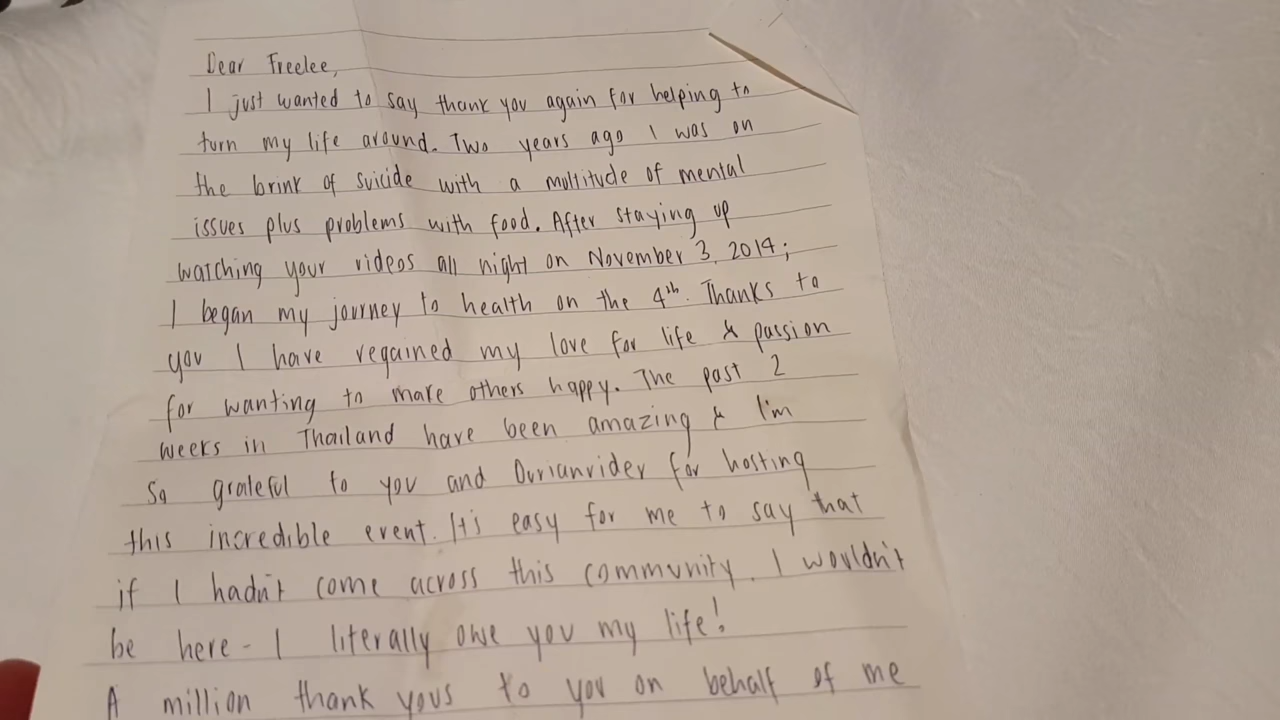 Dear Freelee,
I just wanted to say thank you again for helping to
turn my life around. Two years ago I was on
the brink of suicide with a multitude of mental
issues plus problems with food. After staying up
watching your videos all night on November 3, 2014;
I began my journey to health on the 4th. Thanks to
you I have regained my love for life & passion
for wanting to make others happy. The past 2
weeks in Thailand have been amazing & I'm
so grateful to you and Durianrider for hosting
this incredible event. It's easy for me to say that
if I hadn't come across this community, I wouldn't
be here - I literally owe you my life!
A million thank yous to you on behalf of me